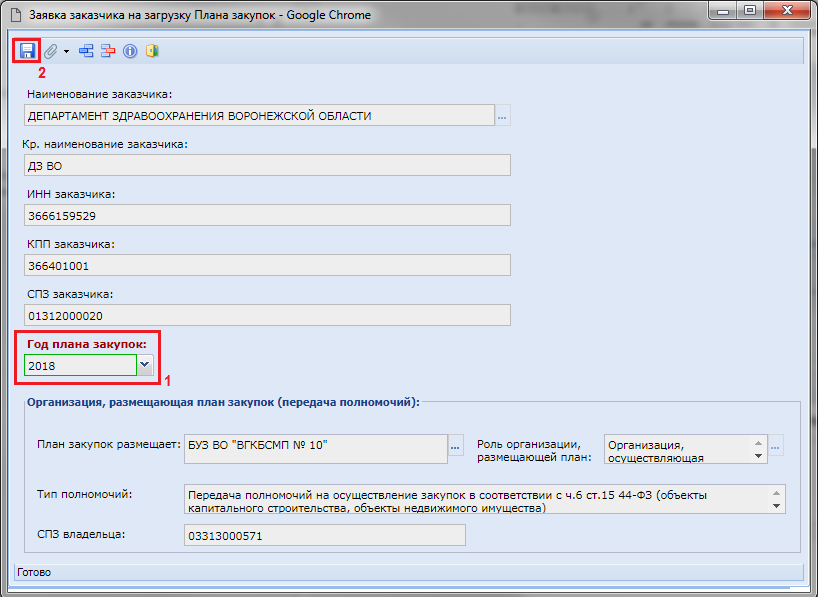 Заявка заказчика на загрузку Плана закупок - Google Chrome
2
Наименование заказчика:
ДЕПАРТАМЕНТ ЗДРАВООХРАНЕНИЯ ВОРОНЕЖСКОЙ ОБЛАСТИ
...
Кр. наименование заказчика:
ДЗ ВО
ИНН заказчика:
3666159529
КПП заказчика:
366401001
СПЗ заказчика:
01312000020
Год плана закупок:
2018
1
Организация, размещающая план закупок (передача полномочий):
План закупок размещает:
БУЗ ВО "ВГКБСМП № 10"
...
Роль организации,
размещающей план:
Организация,
осуществляющая
...
Тип полномочий:
Передача полномочий на осуществление закупок в соответствии с ч.6 ст.15 44-ФЗ (объекты
капитального строительства, объекты недвижимого имущества)
СПЗ владельца:
03313000571
Готово